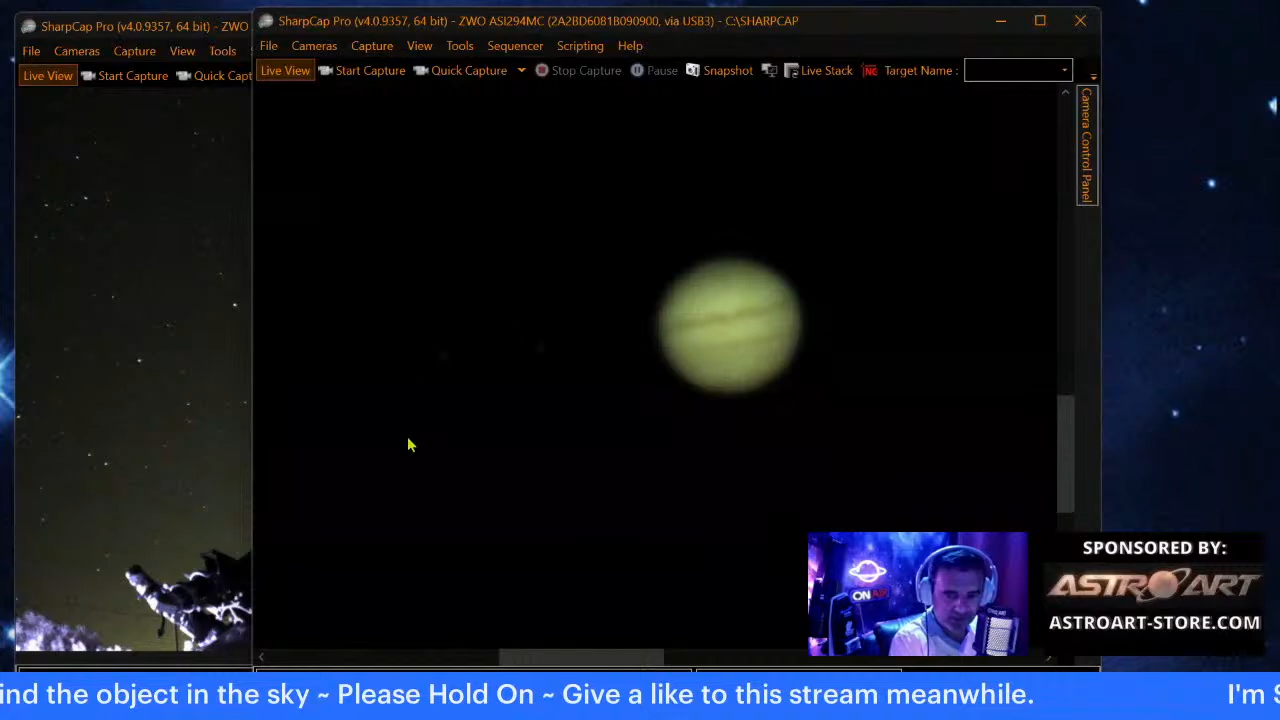 SharpCap Pro (v4.0.9357, 64 bit) - ZWO
File Cameras Capture View Tools
Live View Start Capture Quick Capt
SharpCap Pro (v4.0.9357, 64 bit) - ZWO ASI294MC (2A2BD6081B090900, via USB3) - C:\SHARPCAP
File Cameras Capture View Tools Sequencer Scripting Help
Live View Start Capture Quick Capture Stop Capture Pause Snapshot Live Stack NG Target Name :
Camera Control Panel
ON AIR
SPONSORED BY:
ASTROART
ASTROART-STORE.COM
ind the object in the sky ~ Please Hold On ~ Give a like to this stream meanwhile. I'm S